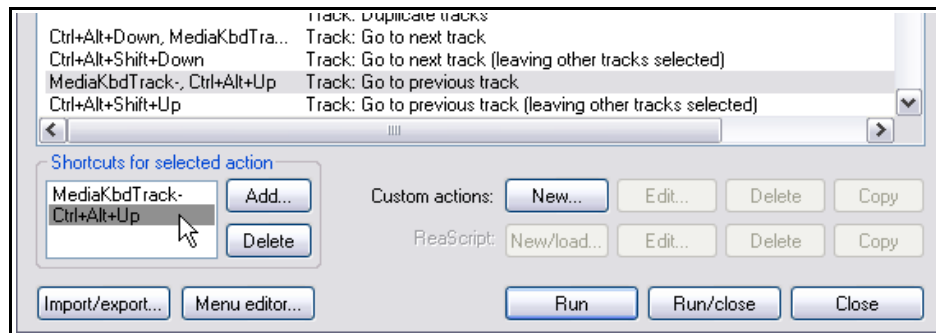 Track: Duplicate tracks
Ctrl+Alt+Down, MediaKbdTra... Track: Go to next track
Ctrl+Alt+Shift+Down Track: Go to next track (leaving other tracks selected)
MediaKbdTrack-, Ctrl+Alt+Up Track: Go to previous track
Ctrl+Alt+Shift+Up Track: Go to previous track (leaving other tracks selected)
Shortcuts for selected action
MediaKbdTrack- Add... Custom actions: New... Edit... Delete Copy
Ctrl+Alt+Up
Delete ReaScript: New/load... Edit... Delete Copy
Import/export... Menu editor... Run Run/close Close